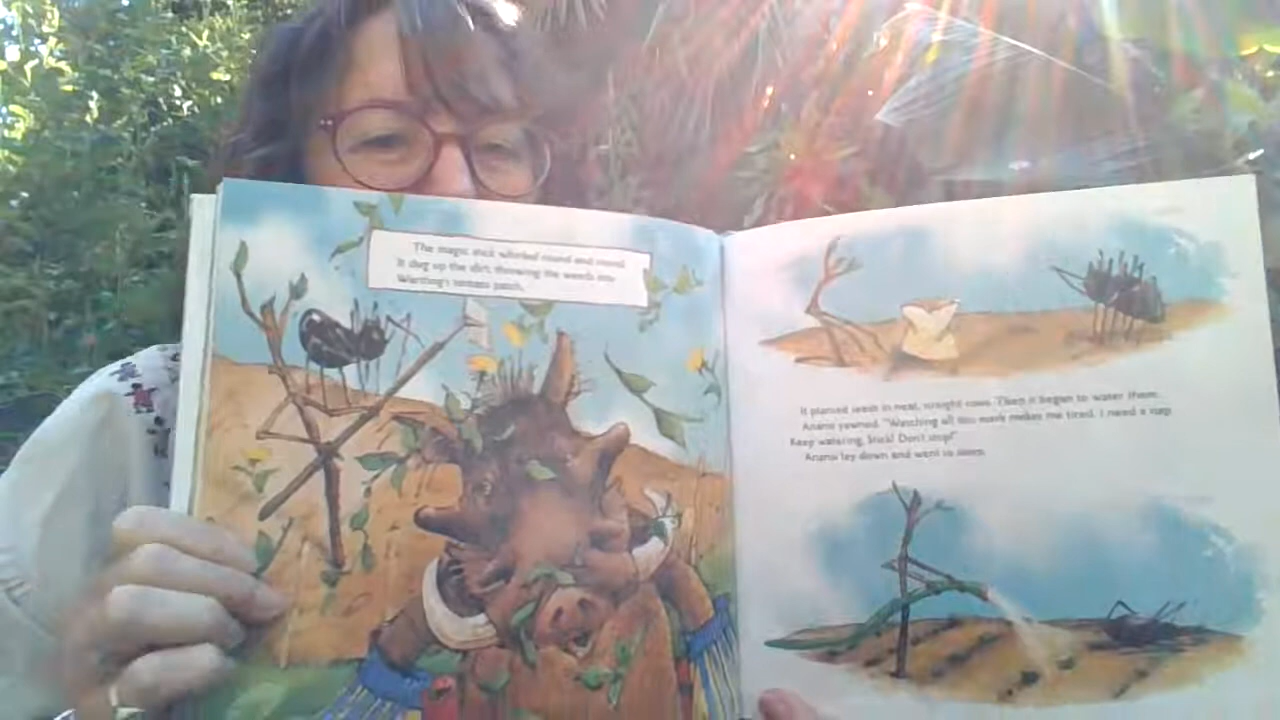 The magic stick whirled round and round.
It dug up the dirt, throwing the weeds into
Warthog's tomato patch.
It planted seeds in neat, straight rows. Then it began to water them.
Anansi yawned. "Watching all this work makes me tired. I need a nap.
Keep watering, Stick! Don't stop!"
Anansi lay down and went to sleep.